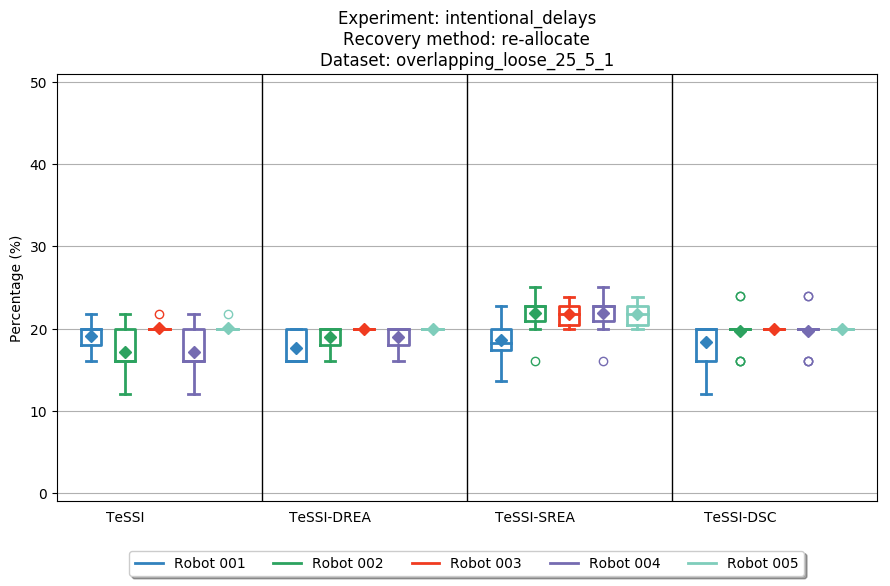 Experiment: intentional_delays
Recovery method: re-allocate
Dataset: overlapping_loose_25_5_1
Percentage (%)
50
40
30
20
10
0
TeSSI
TeSSI-DREA
TeSSI-SREA
TeSSI-DSC
Robot 001
Robot 002
Robot 003
Robot 004
Robot 005